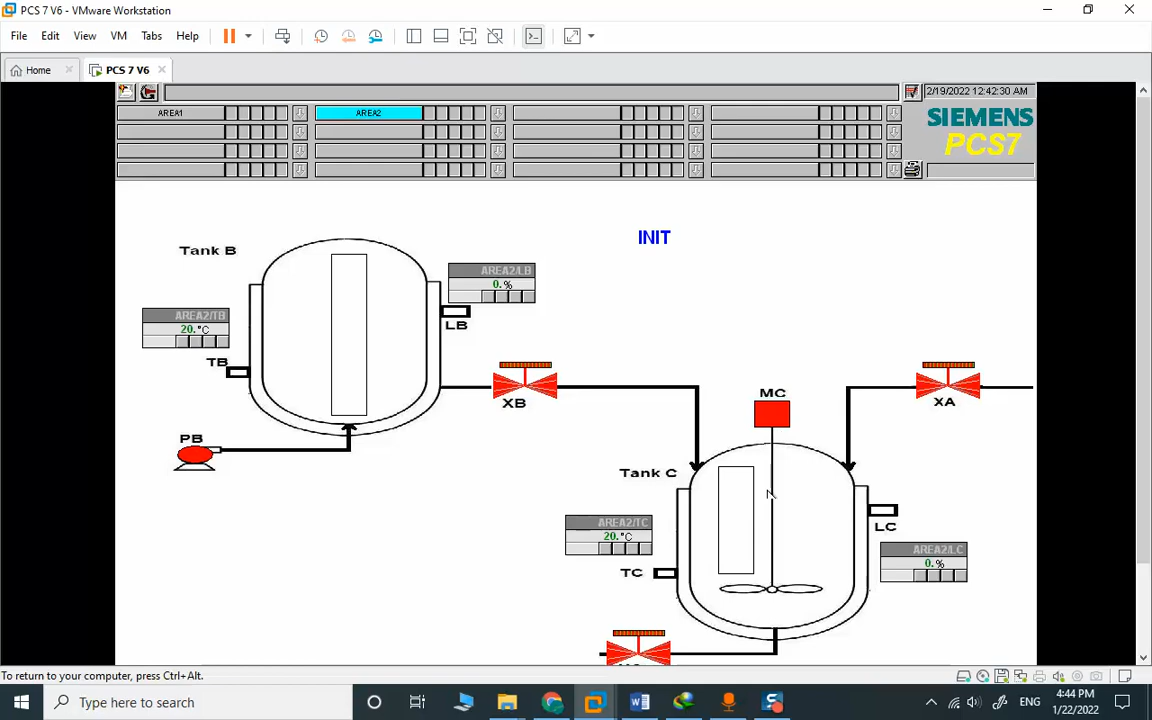 PCS 7 V6 - VMware Workstation
File Edit View VM Tabs Help
Home PCS 7 V6
2/19/2022 12:42:30 AM
AREA1 AREA2
SIEMENS
PCS7
INIT
Tank B
AREA2/LB
0. %
LB
AREA2/TB
20. °C
TB
XB
XA
MC
PB
Tank C
AREA2/TC
20. °C
TC
LC
AREA2/LC
0. %
To return to your computer, press Ctrl+Alt.
Type here to search
ENG
4:44 PM
1/22/2022